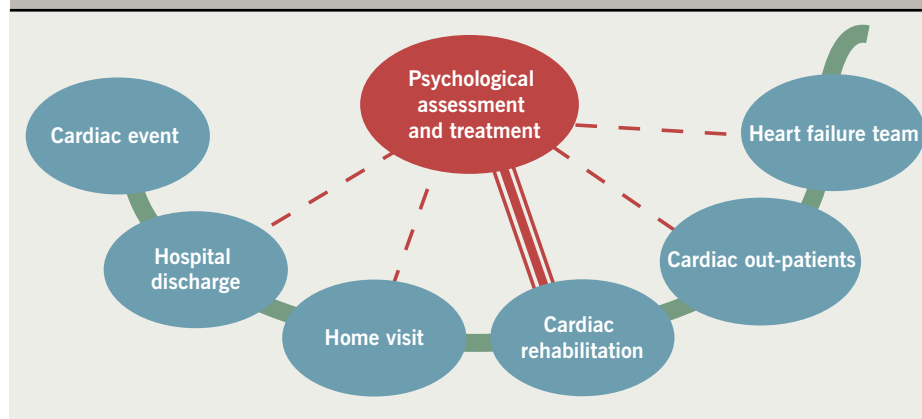 Psychological
assessment
and treatment
Cardiac event
Heart failure team
Hospital
discharge
Cardiac out-patients
Home visit
Cardiac
rehabilitation